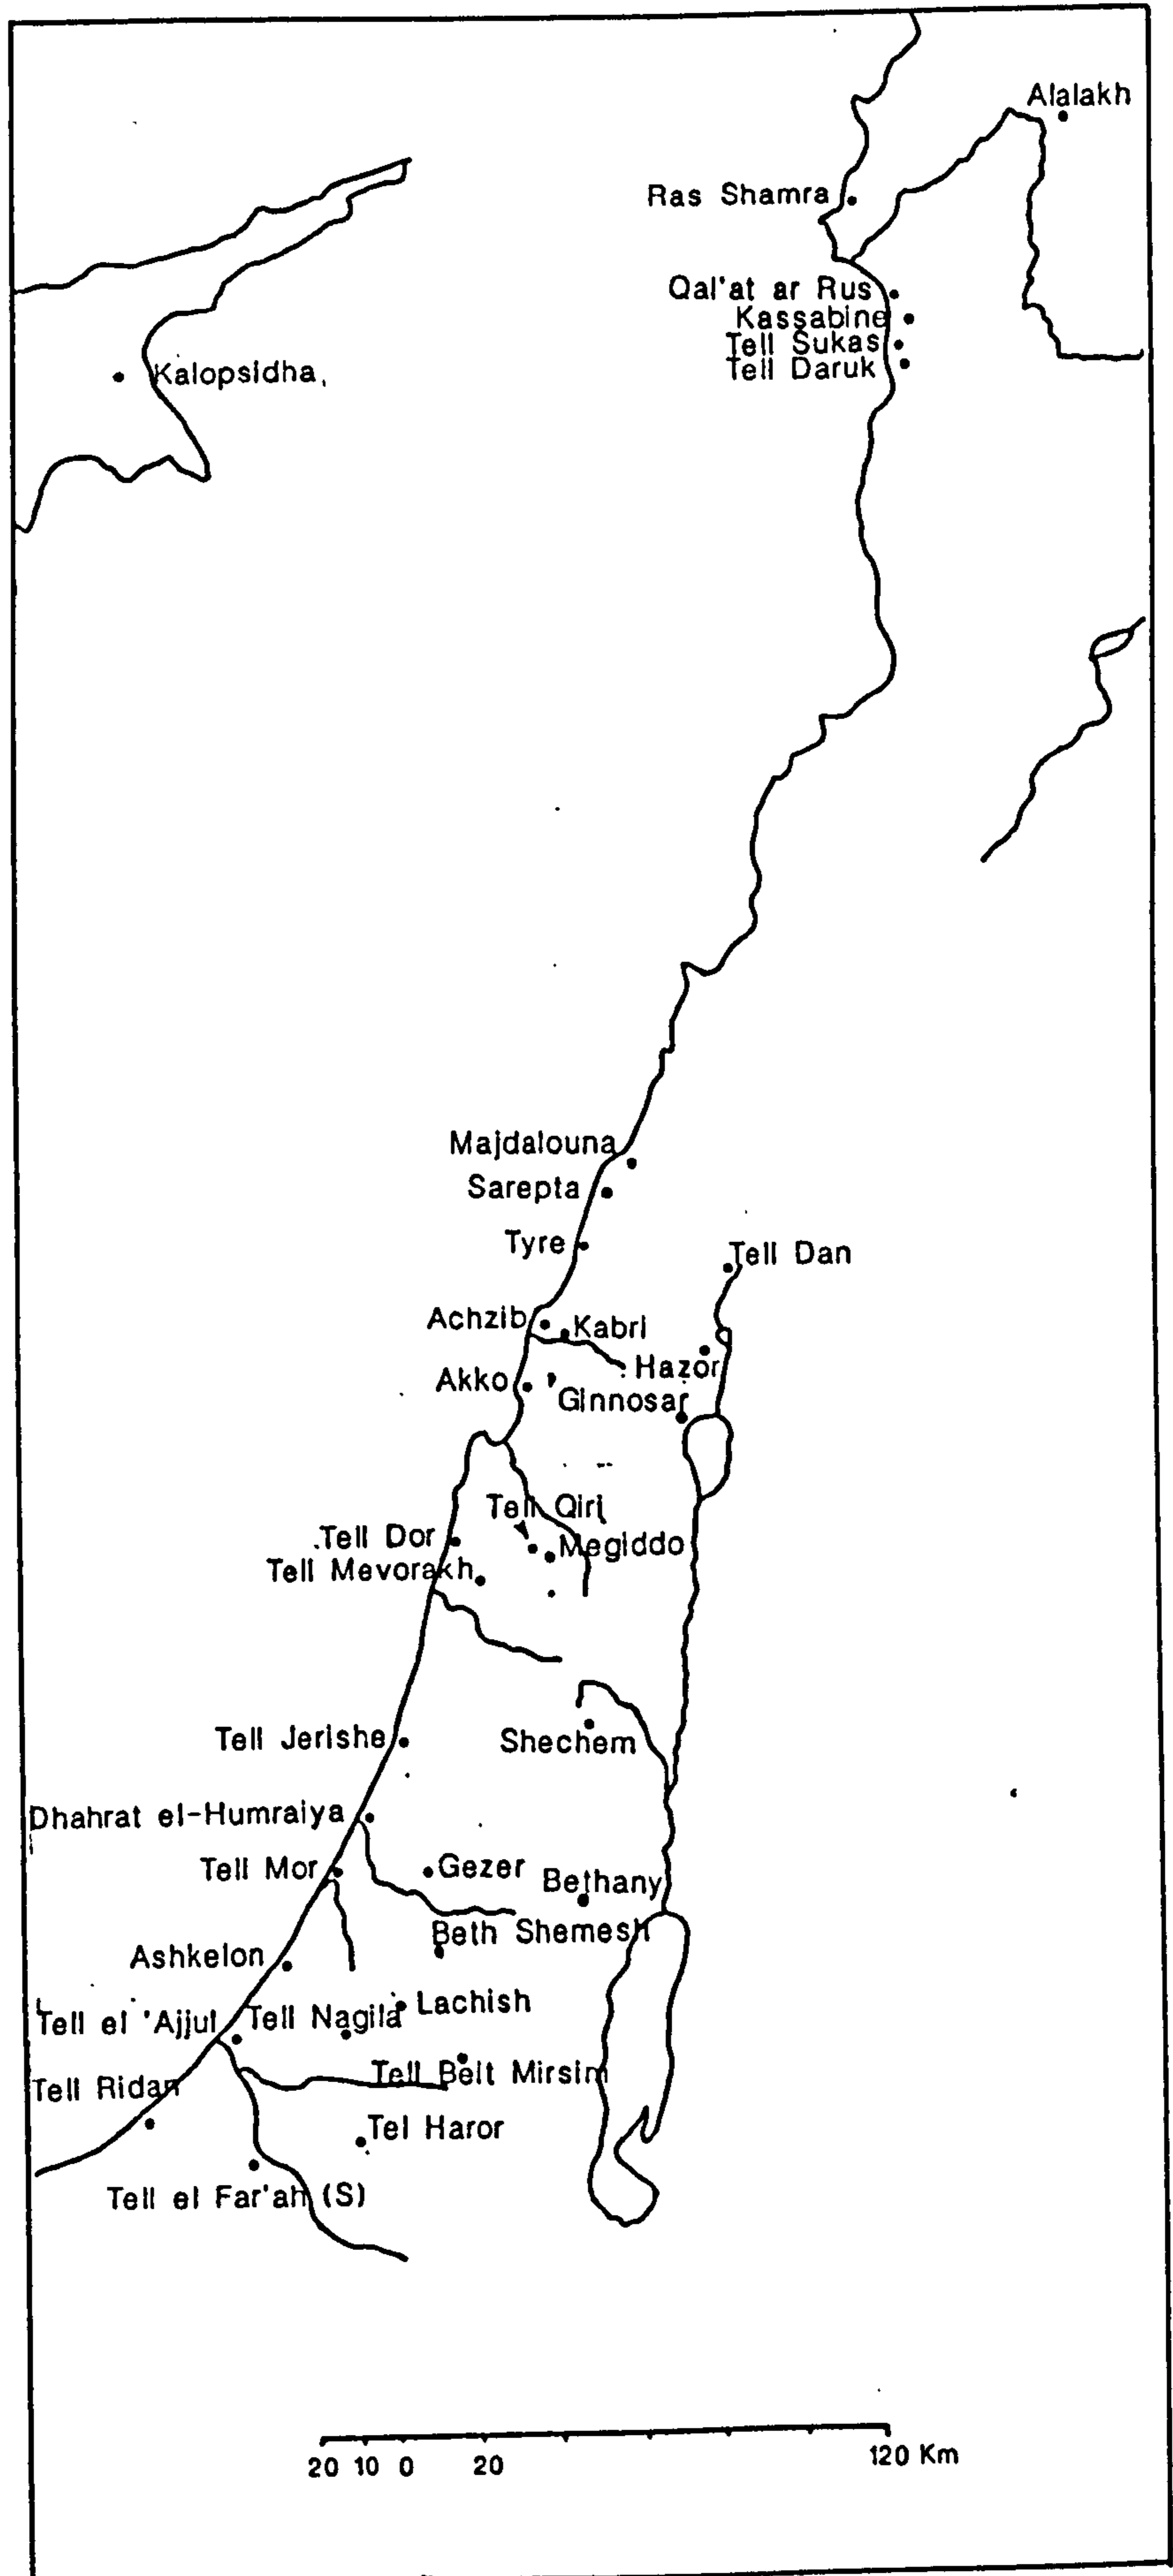 Alalakh
Ras Shamra
Qal'at ar Rus
Kassabine
Tell Sukas
Tell Daruk
Kalopsidha
Majdalouna
Sarepta
Tyre
Tell Dan
Achzib
Kabri
Hazor
Akko
Ginnosar
Tell Qiri
Tell Dor
Megiddo
Tell Mevorakh
Tell Jerishe
Shechem
Dhahrat el-Humraiya
Tell Mor
Gezer
Bethany
Beth Shemesh
Ashkelon
Lachish
Tell el 'Ajjul
Tell Nagila
Tell Beit Mirsim
Tell Ridan
Tel Haror
Tell el Far'ah (S)
20 10 0 20 120 Km